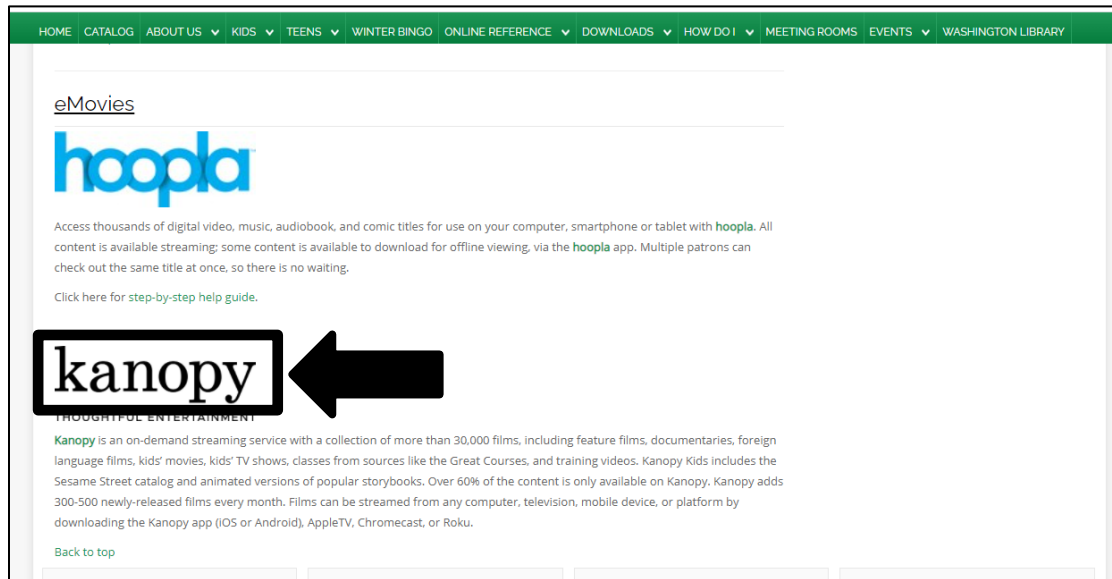 HOME CATALOG ABOUT US KIDS TEENS WINTER BINGO ONLINE REFERENCE DOWNLOADS HOW DO I MEETING ROOMS EVENTS WASHINGTON LIBRARY
eMovies
hoopla
Access thousands of digital video, music, audiobook, and comic titles for use on your computer, smartphone or tablet with hoopla. All
content is available streaming; some content is available to download for offline viewing, via the hoopla app. Multiple patrons can
check out the same title at once, so there is no waiting.
Click here for step-by-step help guide.
kanopy
THOUGHTFUL ENTERTAINMENT
Kanopy is an on-demand streaming service with a collection of more than 30,000 films, including feature films, documentaries, foreign
language films, kids' movies, kids' TV shows, classes from sources like the Great Courses, and training videos. Kanopy Kids includes the
Sesame Street catalog and animated versions of popular storybooks. Over 60% of the content is only available on Kanopy. Kanopy adds
300-500 newly-released films every month. Films can be streamed from any computer, television, mobile device, or platform by
downloading the Kanopy app (iOS or Android), AppleTV, Chromecast, or Roku.
Back to top